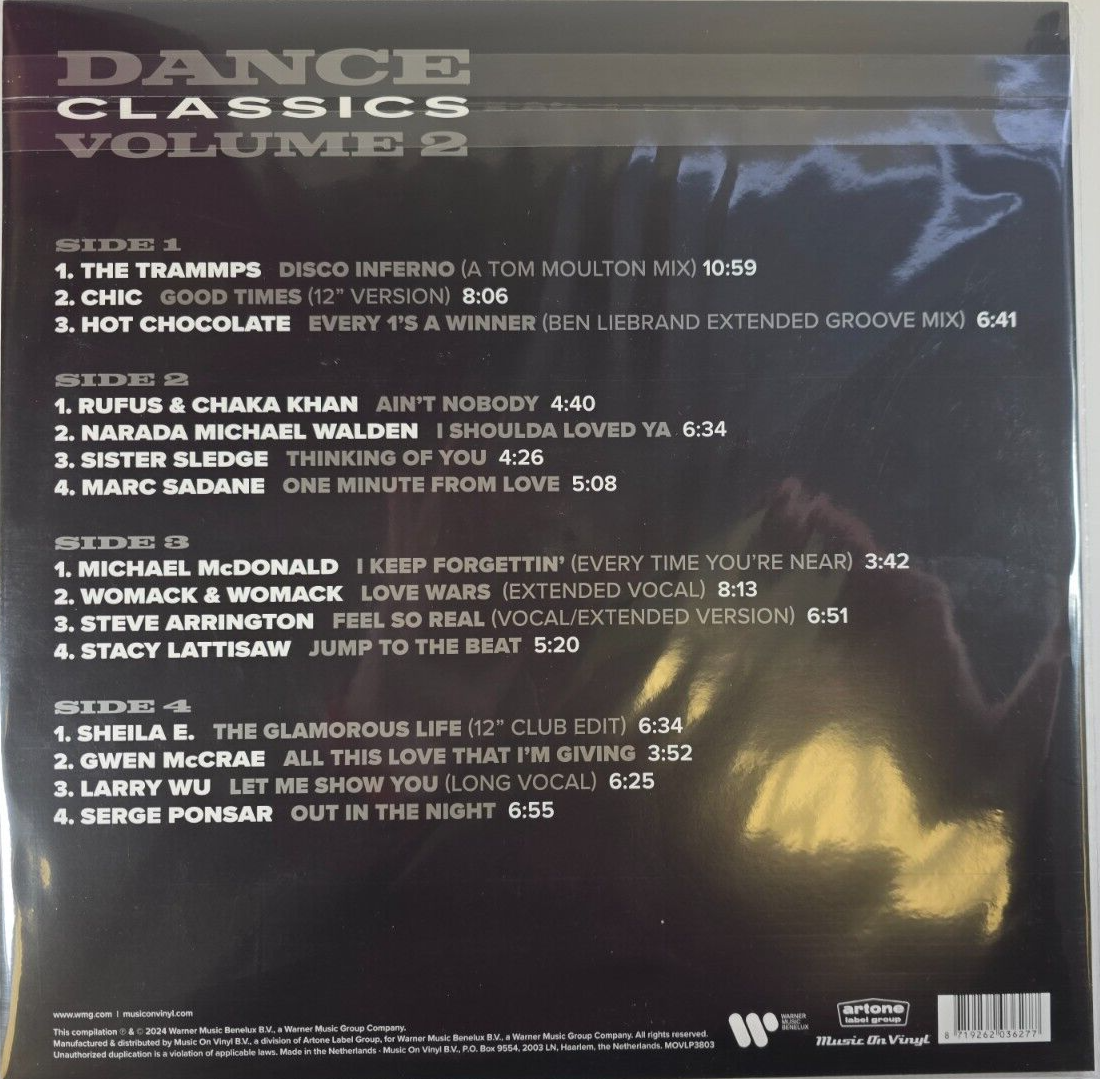 DANCE
CLASSICS
VOLUME 2
SIDE 1
1. THE TRAMMPS DISCO INFERNO (A TOM MOULTON MIX) 10:59
2. CHIC GOOD TIMES (12” VERSION) 8:06
3. HOT CHOCOLATE EVERY 1'S A WINNER (BEN LIEBRAND EXTENDED GROOVE MIX) 6:41
SIDE 2
1. RUFUS & CHAKA KHAN AIN'T NOBODY 4:40
2. NARADA MICHAEL WALDEN I SHOULDA LOVED YA 6:34
3. SISTER SLEDGE THINKING OF YOU 4:26
4. MARC SADANE ONE MINUTE FROM LOVE 5:08
SIDE 3
1. MICHAEL McDONALD I KEEP FORGETTIN' (EVERY TIME YOU'RE NEAR) 3:42
2. WOMACK & WOMACK LOVE WARS (EXTENDED VOCAL) 8:13
3. STEVE ARRINGTON FEEL SO REAL (VOCAL/EXTENDED VERSION) 6:51
4. STACY LATTISAW JUMP TO THE BEAT 5:20
SIDE 4
1. SHEILA E. THE GLAMOROUS LIFE (12” CLUB EDIT) 6:34
2. GWEN McCRAE ALL THIS LOVE THAT I'M GIVING 3:52
3. LARRY WU LET ME SHOW YOU (LONG VOCAL) 6:25
4. SERGE PONSAR OUT IN THE NIGHT 6:55
www.wmg.com | musiconvinyl.com
This compilation ℗ & © 2024 Warner Music Benelux B.V., a Warner Music Group Company.
Manufactured & distributed by Music On Vinyl B.V., a division of Artone Label Group, for Warner Music Benelux B.V., a Warner Music Group Company. All rights reserved.
Unauthorized duplication is a violation of applicable laws. Made in the Netherlands · Music On Vinyl B.V., P.O. Box 9554, 2003 LN, Haarlem, the Netherlands. MOVLP3803
WARNER
MUSIC
BENELUX
artone
label group
Music On Vinyl
8 719262 036277